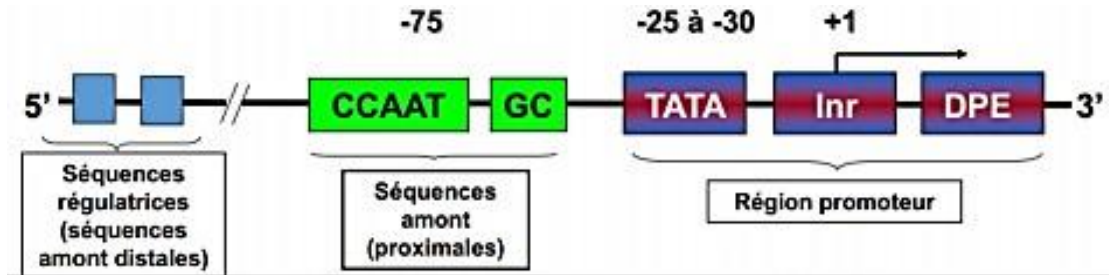 -75 -25 à -30 +1
5' CCAAT GC TATA Inr DPE 3'
Séquences
régulatrices
(séquences
amont distales)
Séquences
amont
(proximales)
Région promoteur